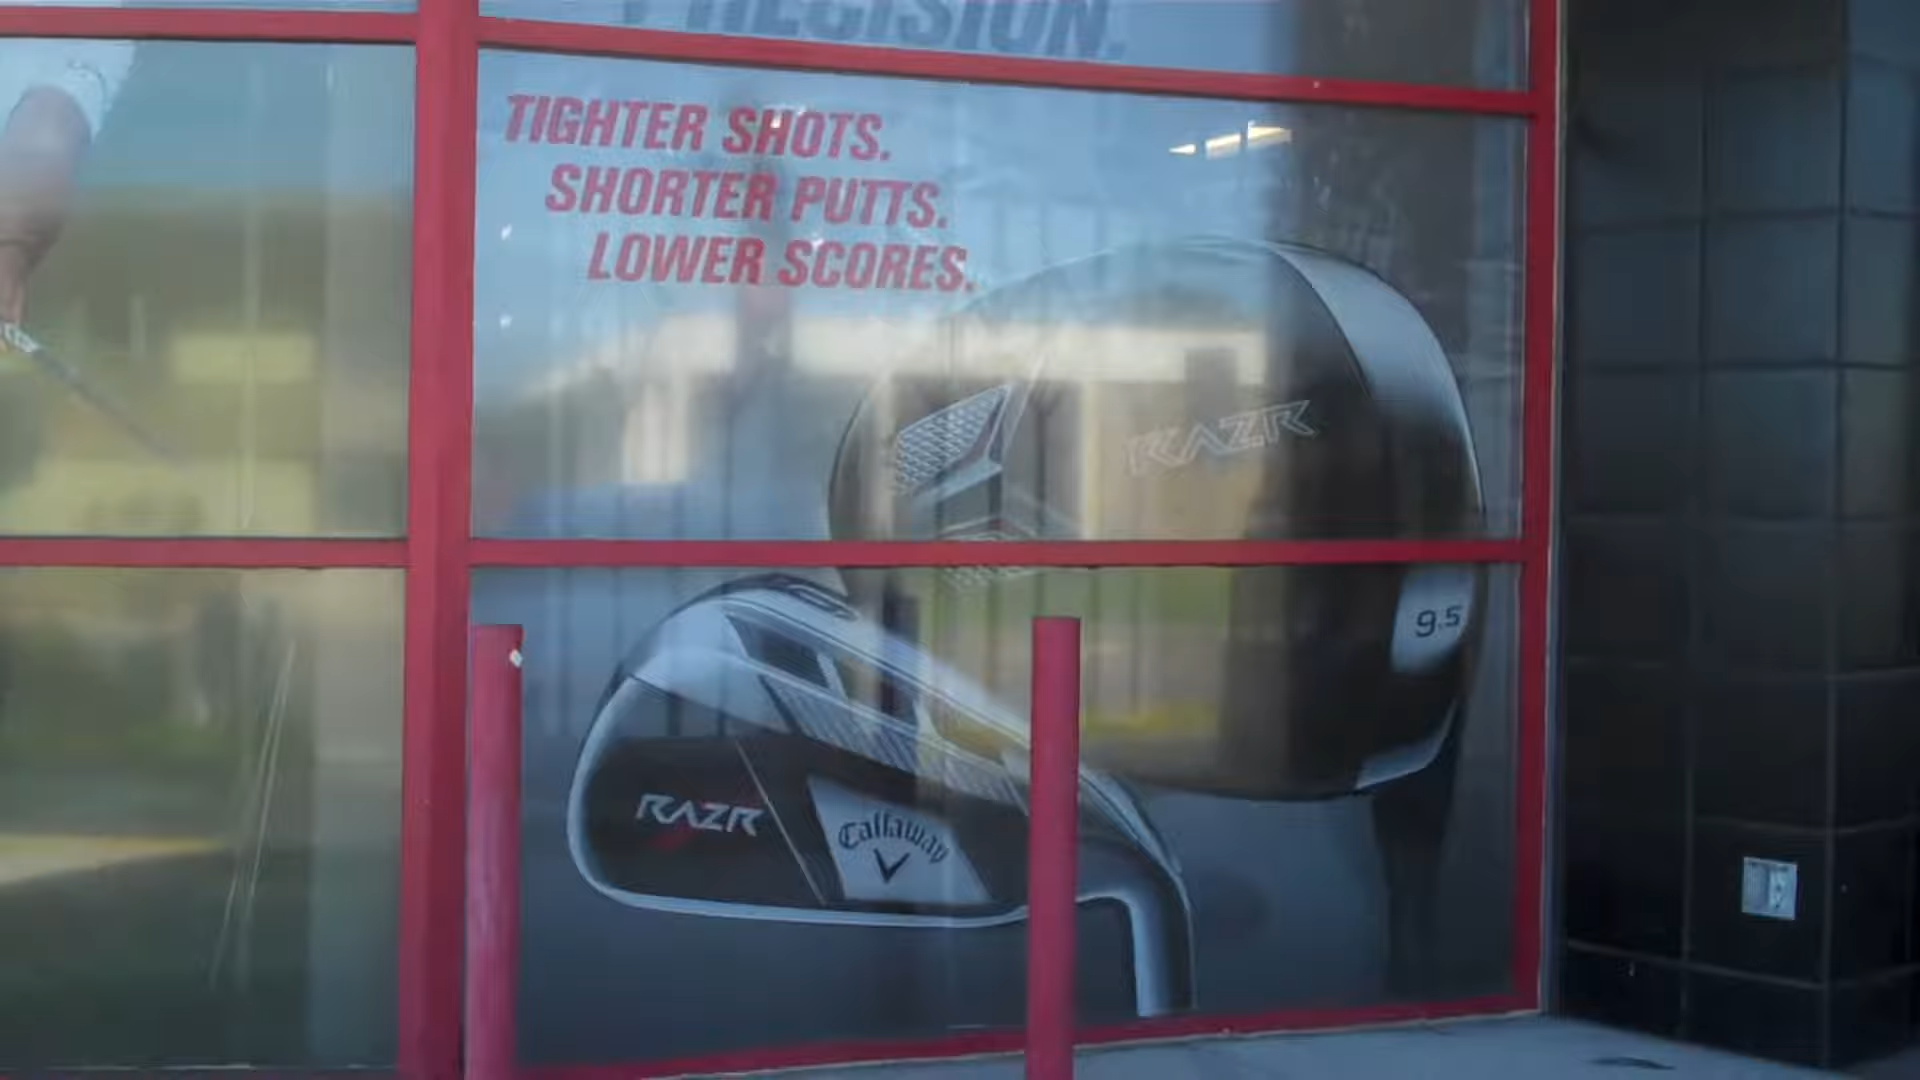 PRECISION.
TIGHTER SHOTS.
SHORTER PUTTS.
LOWER SCORES.
RAZR
9.5
RAZR
Callaway